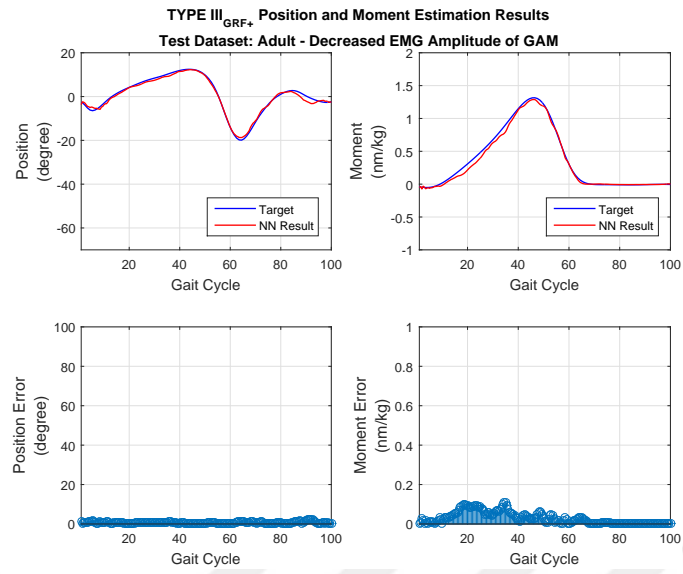 TYPE III_GRF+ Position and Moment Estimation Results
Test Dataset: Adult - Decreased EMG Amplitude of GAM
20
0
-20
-40
-60
Position
(degree)
Target
NN Result
20 40 60 80 100
Gait Cycle
2
1.5
1
0.5
0
-0.5
-1
Moment
(nm/kg)
Target
NN Result
20 40 60 80 100
Gait Cycle
100
80
60
40
20
0
Position Error
(degree)
20 40 60 80 100
Gait Cycle
1
0.8
0.6
0.4
0.2
0
Moment Error
(nm/kg)
20 40 60 80 100
Gait Cycle